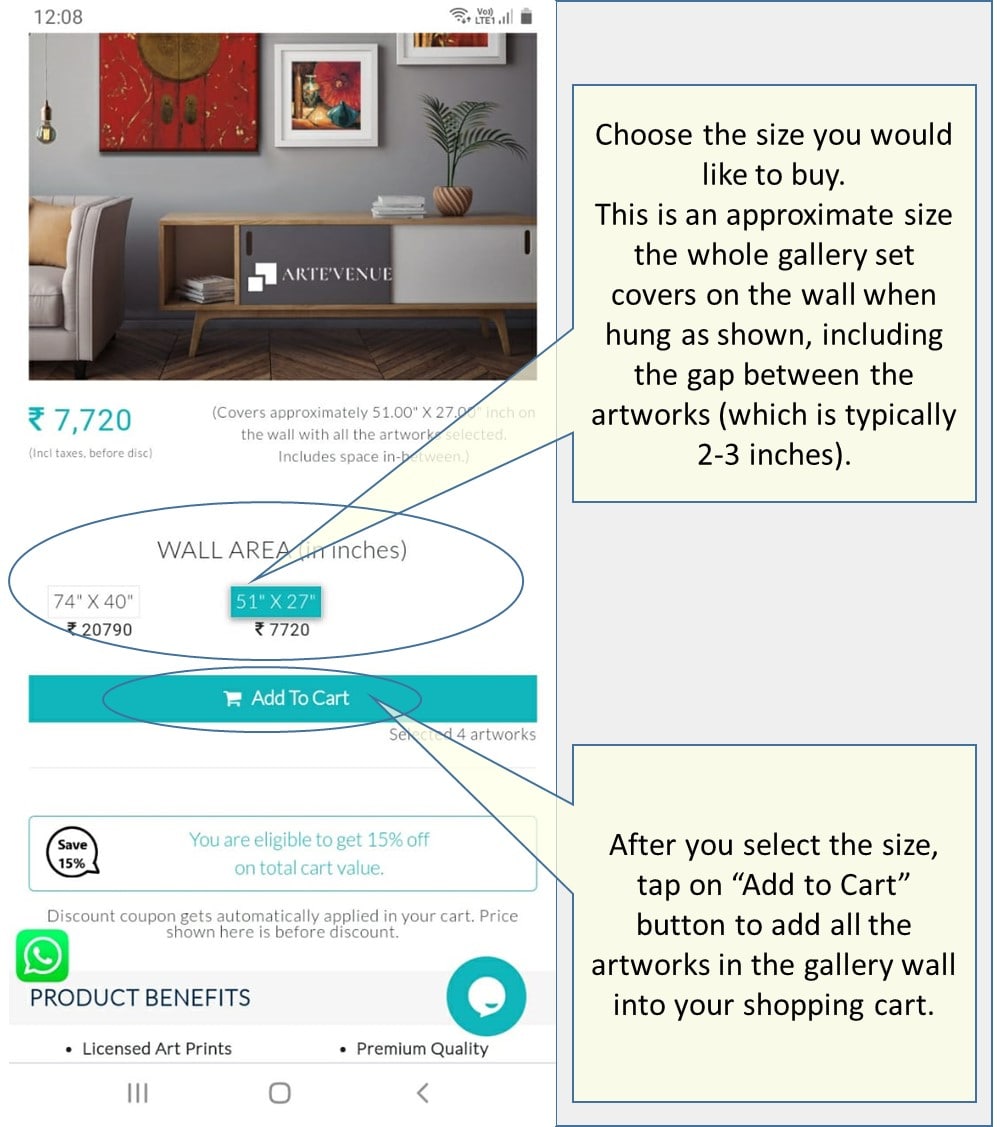 12:08
Vo))
LTE1
ARTE'VENUE
₹ 7,720
(Incl taxes, before disc)
(Covers approximately 51.00" X 27.00" inch on
the wall with all the artworks selected.
Includes space in-between.)
WALL AREA (in inches)
74" X 40"
₹ 20790
51" X 27"
₹ 7720
Add To Cart
Selected 4 artworks
Save
15%
You are eligible to get 15% off
on total cart value.
Discount coupon gets automatically applied in your cart. Price
shown here is before discount.
PRODUCT BENEFITS
• Licensed Art Prints
• Premium Quality
Choose the size you would
like to buy.
This is an approximate size
the whole gallery set
covers on the wall when
hung as shown, including
the gap between the
artworks (which is typically
2-3 inches).
After you select the size,
tap on “Add to Cart”
button to add all the
artworks in the gallery wall
into your shopping cart.